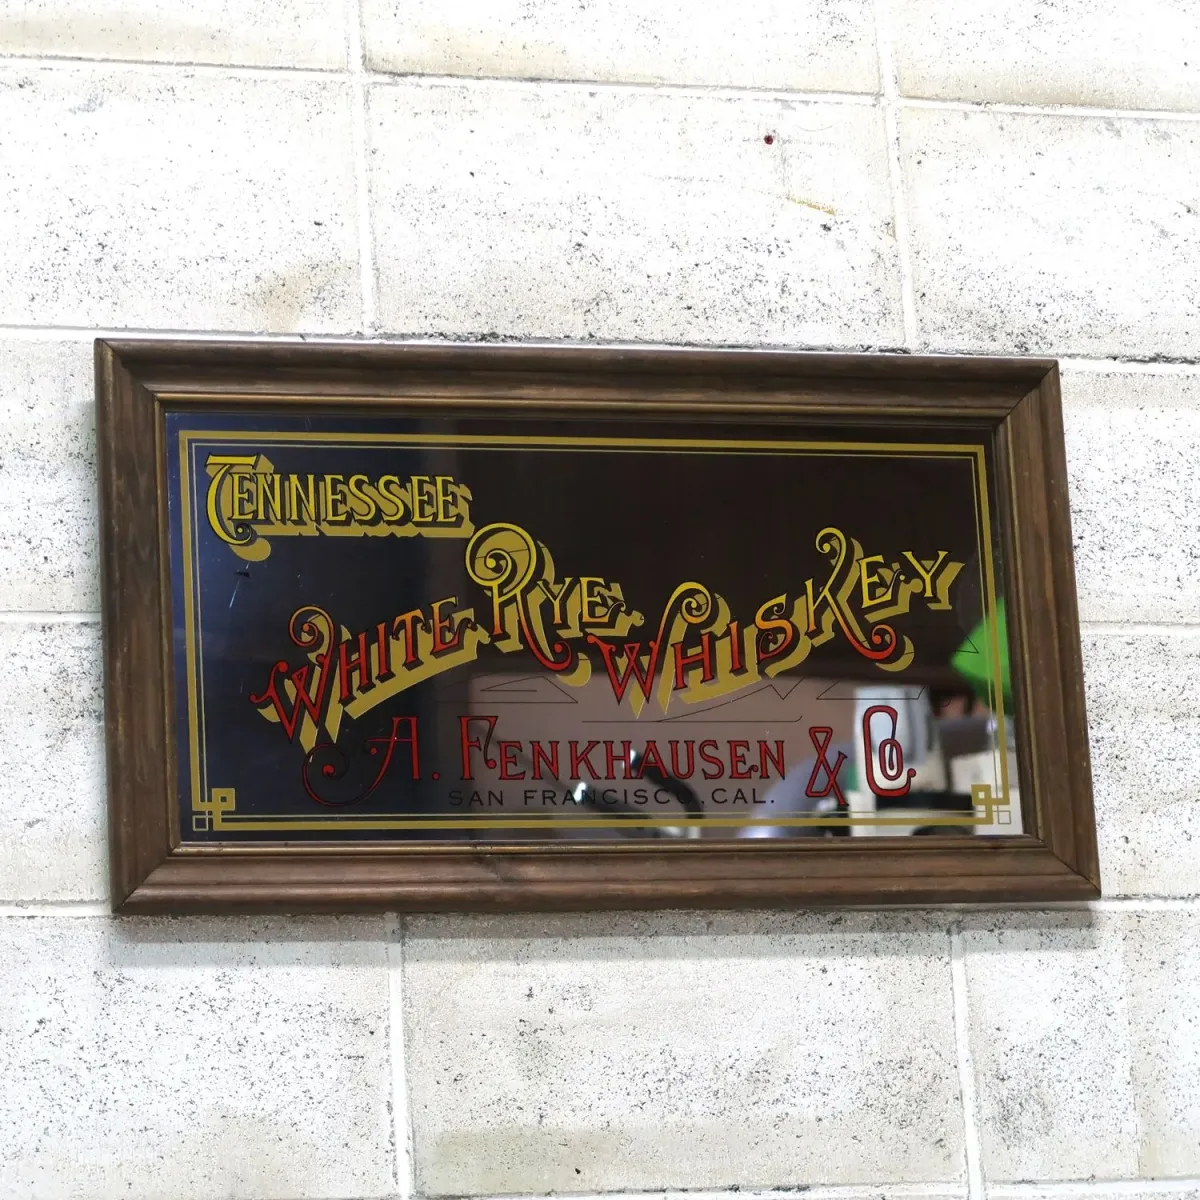 TENNESSEE
WHITE RYE WHISKEY
A. FENKHAUSEN & CO.
SAN FRANCISCO, CAL.